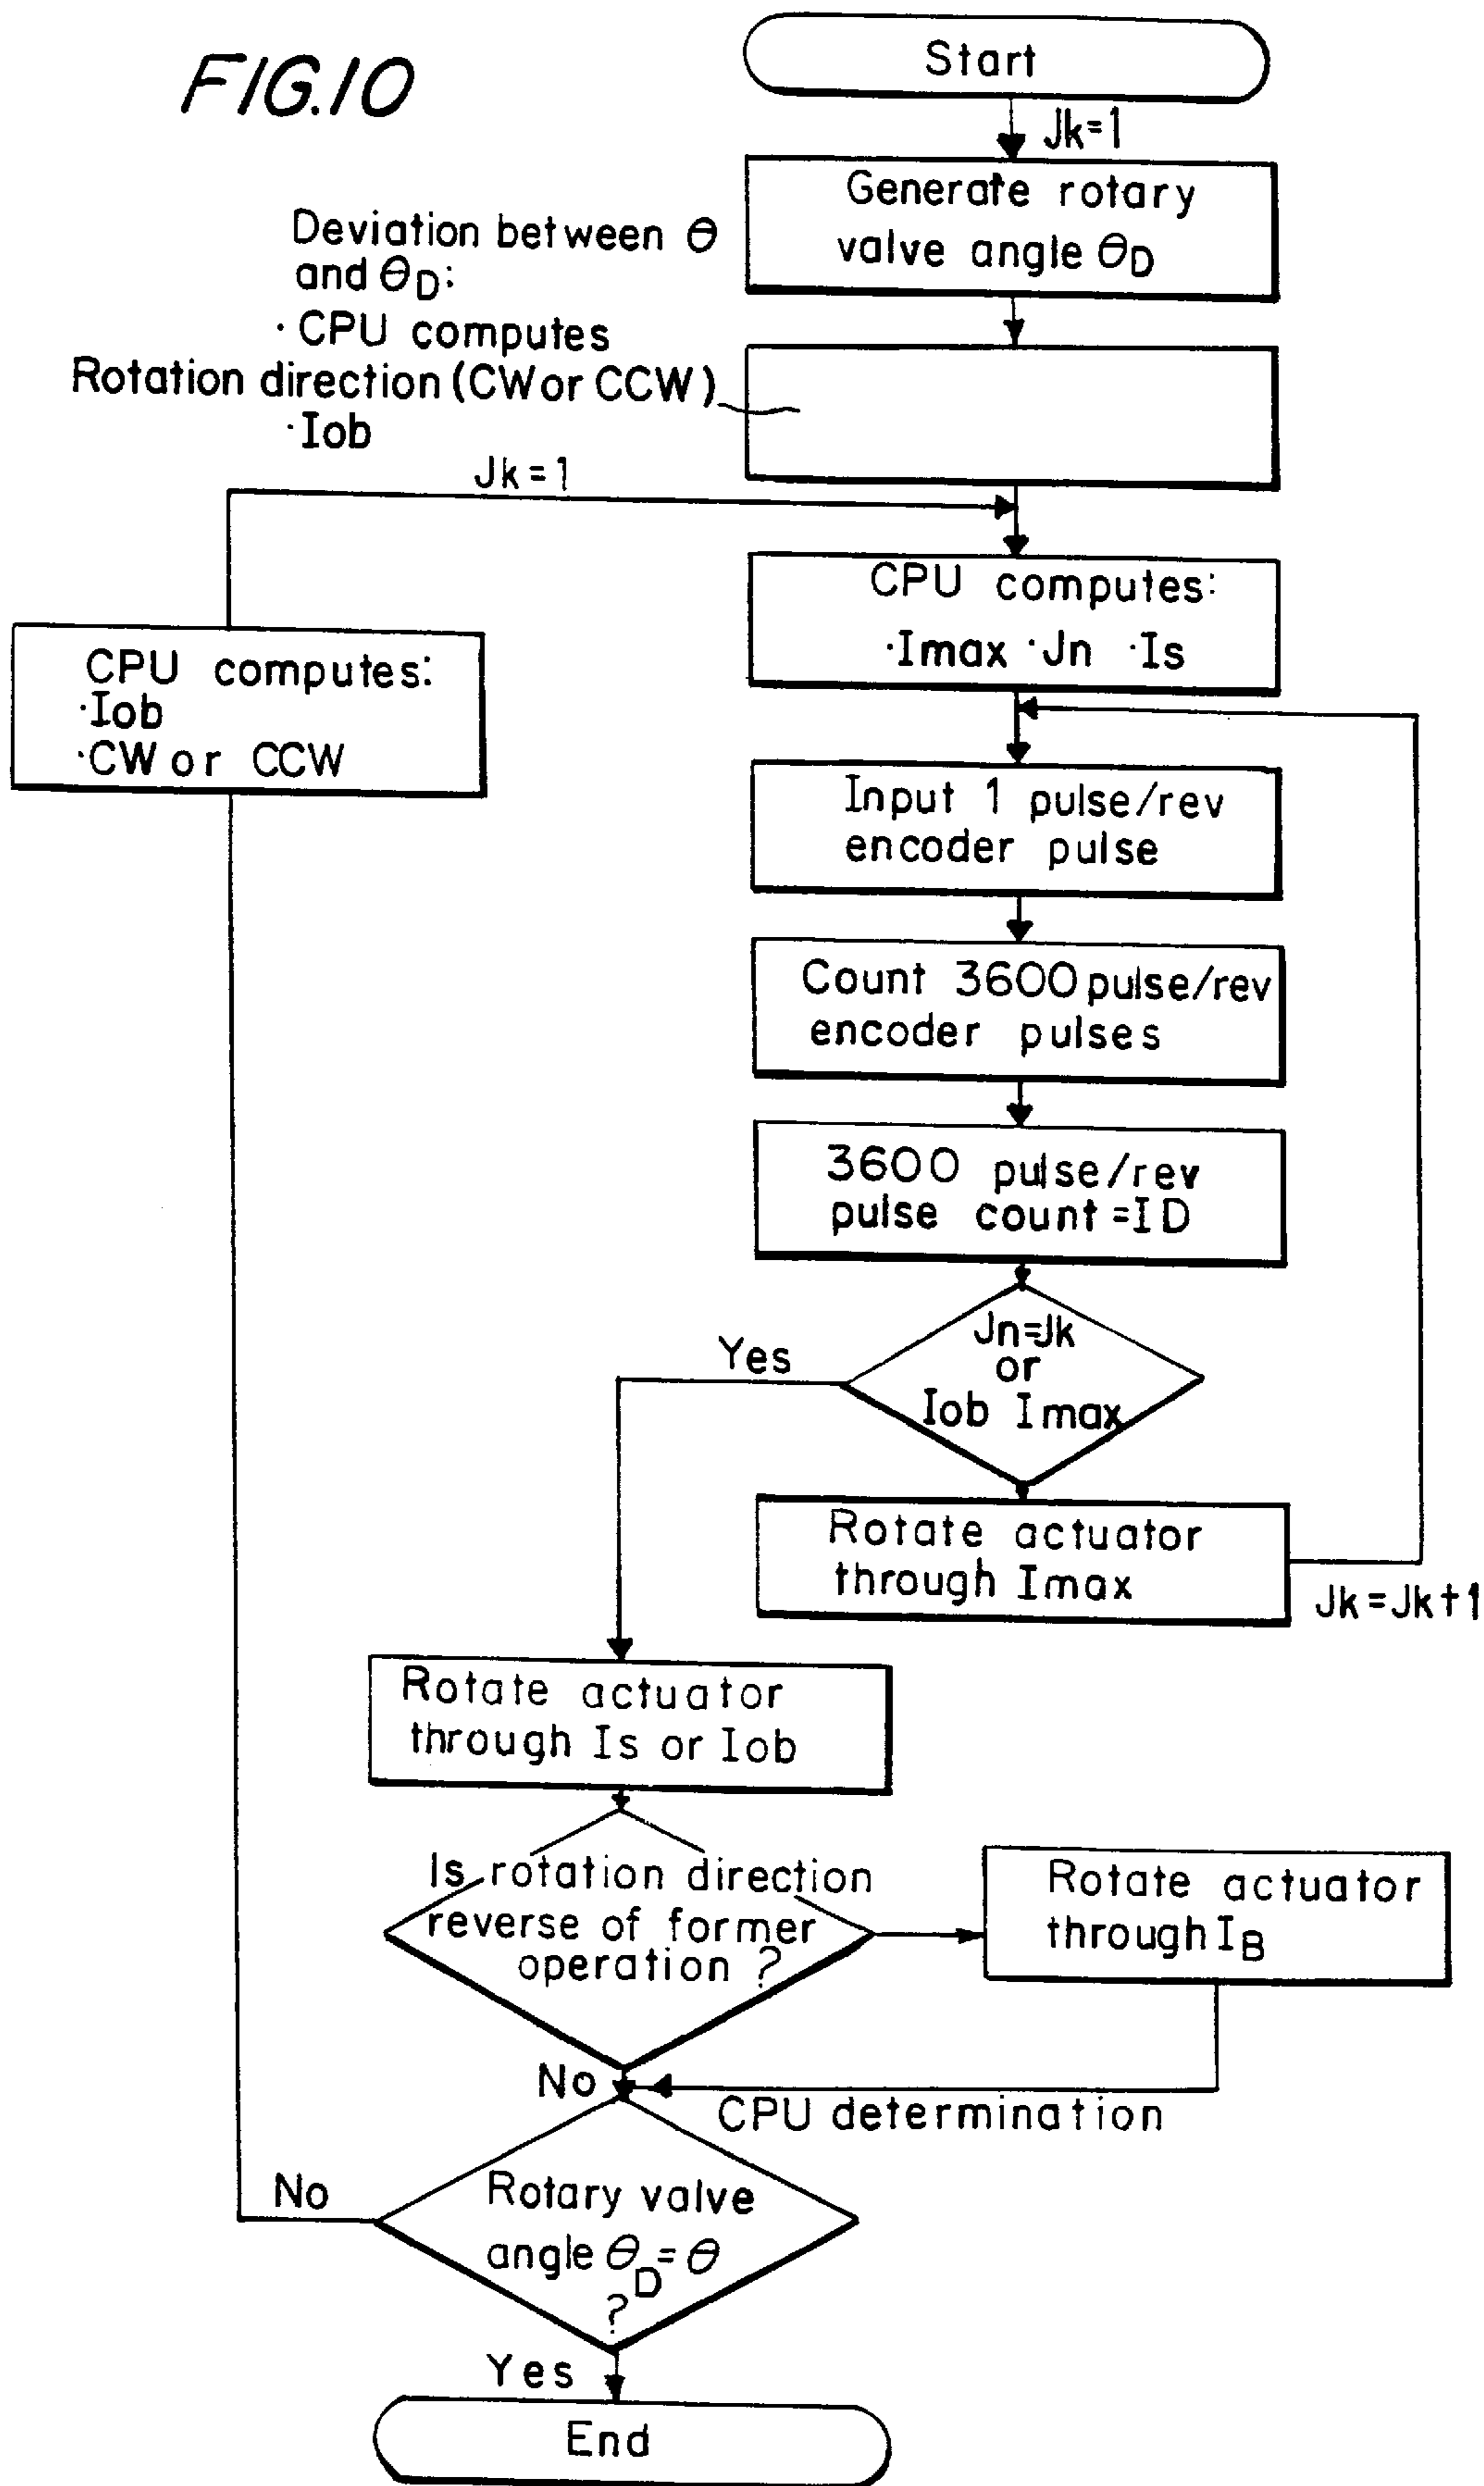 FIG.10
Start
Jk=1
Generate rotary
valve angle θD
Deviation between θ
and θD:
· CPU computes
Rotation direction (CW or CCW)
·Iob
Jk=1
CPU computes:
·Imax ·Jn ·Is
CPU computes:
·Iob
·CW or CCW
Input 1 pulse/rev
encoder pulse
Count 3600 pulse/rev
encoder pulses
3600 pulse/rev
pulse count=ID
Jn=Jk
or
Iob Imax
Yes
Rotate actuator
through Imax
Jk=Jk+1
Rotate actuator
through Is or Iob
Is rotation direction
reverse of former
operation ?
Rotate actuator
through IB
No
CPU determination
No
Rotary valve
angle θD=θ
?
Yes
End